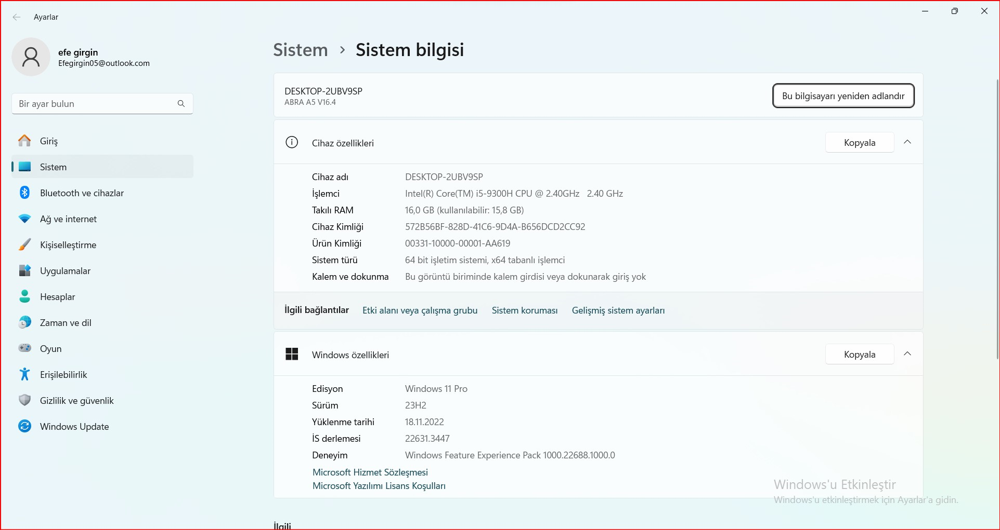 Ayarlar
efe girgin
Efegirgin05@outlook.com
Bir ayar bulun
Giriş
Sistem
Bluetooth ve cihazlar
Ağ ve internet
Kişiselleştirme
Uygulamalar
Hesaplar
Zaman ve dil
Oyun
Erişilebilirlik
Gizlilik ve güvenlik
Windows Update
Sistem › Sistem bilgisi
DESKTOP-2UBV9SP
ABRA A5 V16.4
Bu bilgisayarı yeniden adlandır
Cihaz özellikleri
Kopyala
Cihaz adı DESKTOP-2UBV9SP
İşlemci Intel(R) Core(TM) i5-9300H CPU @ 2.40GHz 2.40 GHz
Takılı RAM 16,0 GB (kullanılabilir: 15,8 GB)
Cihaz Kimliği 572B56BF-828D-41C6-9D4A-B656DCD2CC92
Ürün Kimliği 00331-10000-00001-AA619
Sistem türü 64 bit işletim sistemi, x64 tabanlı işlemci
Kalem ve dokunma Bu görüntü biriminde kalem girdisi veya dokunarak giriş yok
İlgili bağlantılar Etki alanı veya çalışma grubu Sistem koruması Gelişmiş sistem ayarları
Windows özellikleri
Kopyala
Edisyon Windows 11 Pro
Sürüm 23H2
Yüklenme tarihi 18.11.2022
İS derlemesi 22631.3447
Deneyim Windows Feature Experience Pack 1000.22688.1000.0
Microsoft Hizmet Sözleşmesi
Microsoft Yazılımı Lisans Koşulları
Windows'u Etkinleştir
Windows'u etkinleştirmek için Ayarlar'a gidin.
İlgili